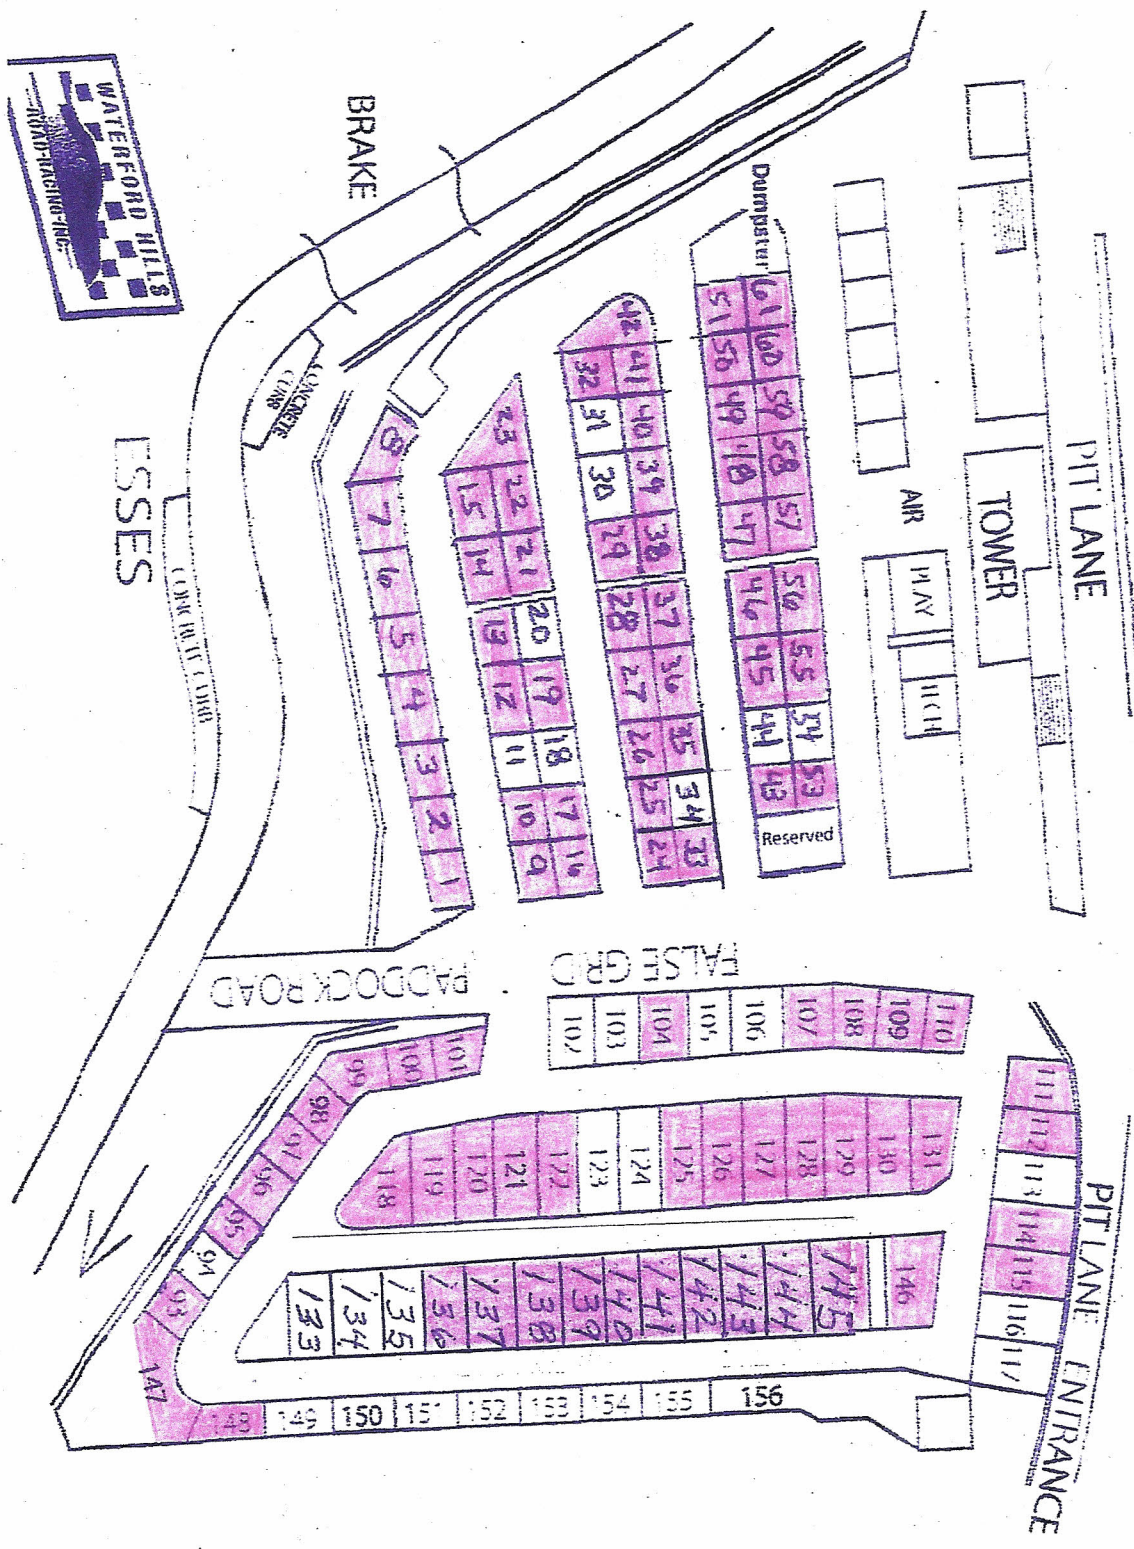 WATERFORD HILLS
ROAD RACING INC.
BRAKE
CONCRETE
CURB
ESSES
CONCRETE CURB
PIT LANE
TOWER
AIR
PLAY
Dumpster
61 60 59 58 57 56 55 54 53
51 50 49 48 47 46 45 44 43
Reserved
42 41 40 39 38 37 36 35 34 33
32 31 30 29 28 27 26 25 24
23 22 21 20 19 18 17 16
15 14 13 12 11 10 9
8 7 6 5 4 3 2 1
PADDOCK ROAD
FALSE GRID
102 103 104 105 106 107 108 109 110
101 100 99 98 97 96 95 94 93
111 112 113 114 115 116 117
118 119 120 121 122 123 124 125 126 127 128 129 130 131
133 134 135 136 137 138 139 140 141 142 143 144 145 146
147 148 149 150 151 152 153 154 155 156
PIT LANE ENTRANCE